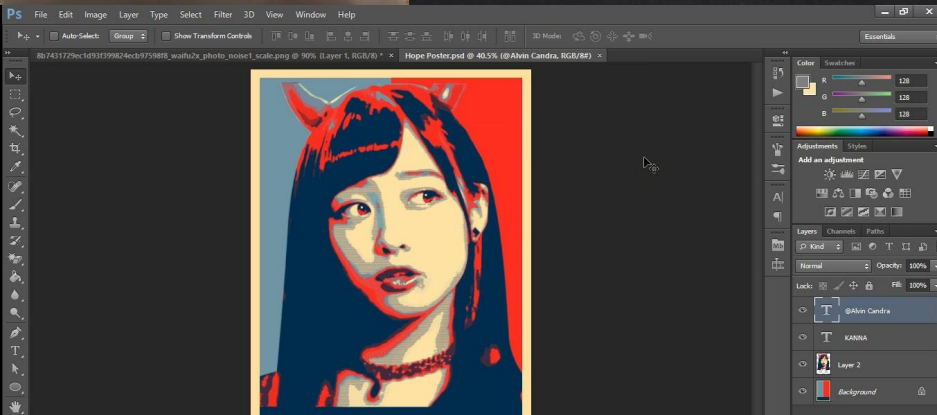 Ps File Edit Image Layer Type Select Filter 3D View Window Help
Auto-Select: Group Show Transform Controls 3D Mode: Essentials
8b7431729ec1d93f399824ecb97598f8_waifu2x_photo_noise1_scale.png @ 90% (Layer 1, RGB/8) * × Hope Poster.psd @ 40.5% (@Alvin Candra, RGB/8#) ×
Color Swatches
R 128
G 128
B 128
Adjustments Styles
Add an adjustment
Layers Channels Paths
Kind
Normal Opacity: 100%
Lock: Fill: 100%
T @Alvin Candra
T KANNA
Layer 2
Background
Mb